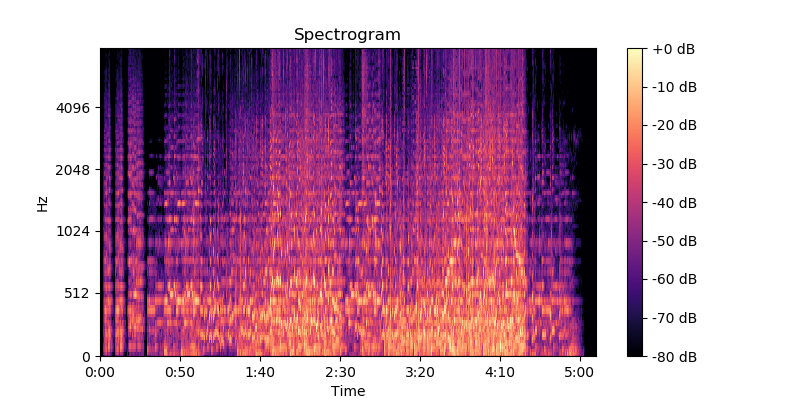 Spectrogram
Hz
4096
2048
1024
512
0
0:00 0:50 1:40 2:30 3:20 4:10 5:00
Time
+0 dB
-10 dB
-20 dB
-30 dB
-40 dB
-50 dB
-60 dB
-70 dB
-80 dB